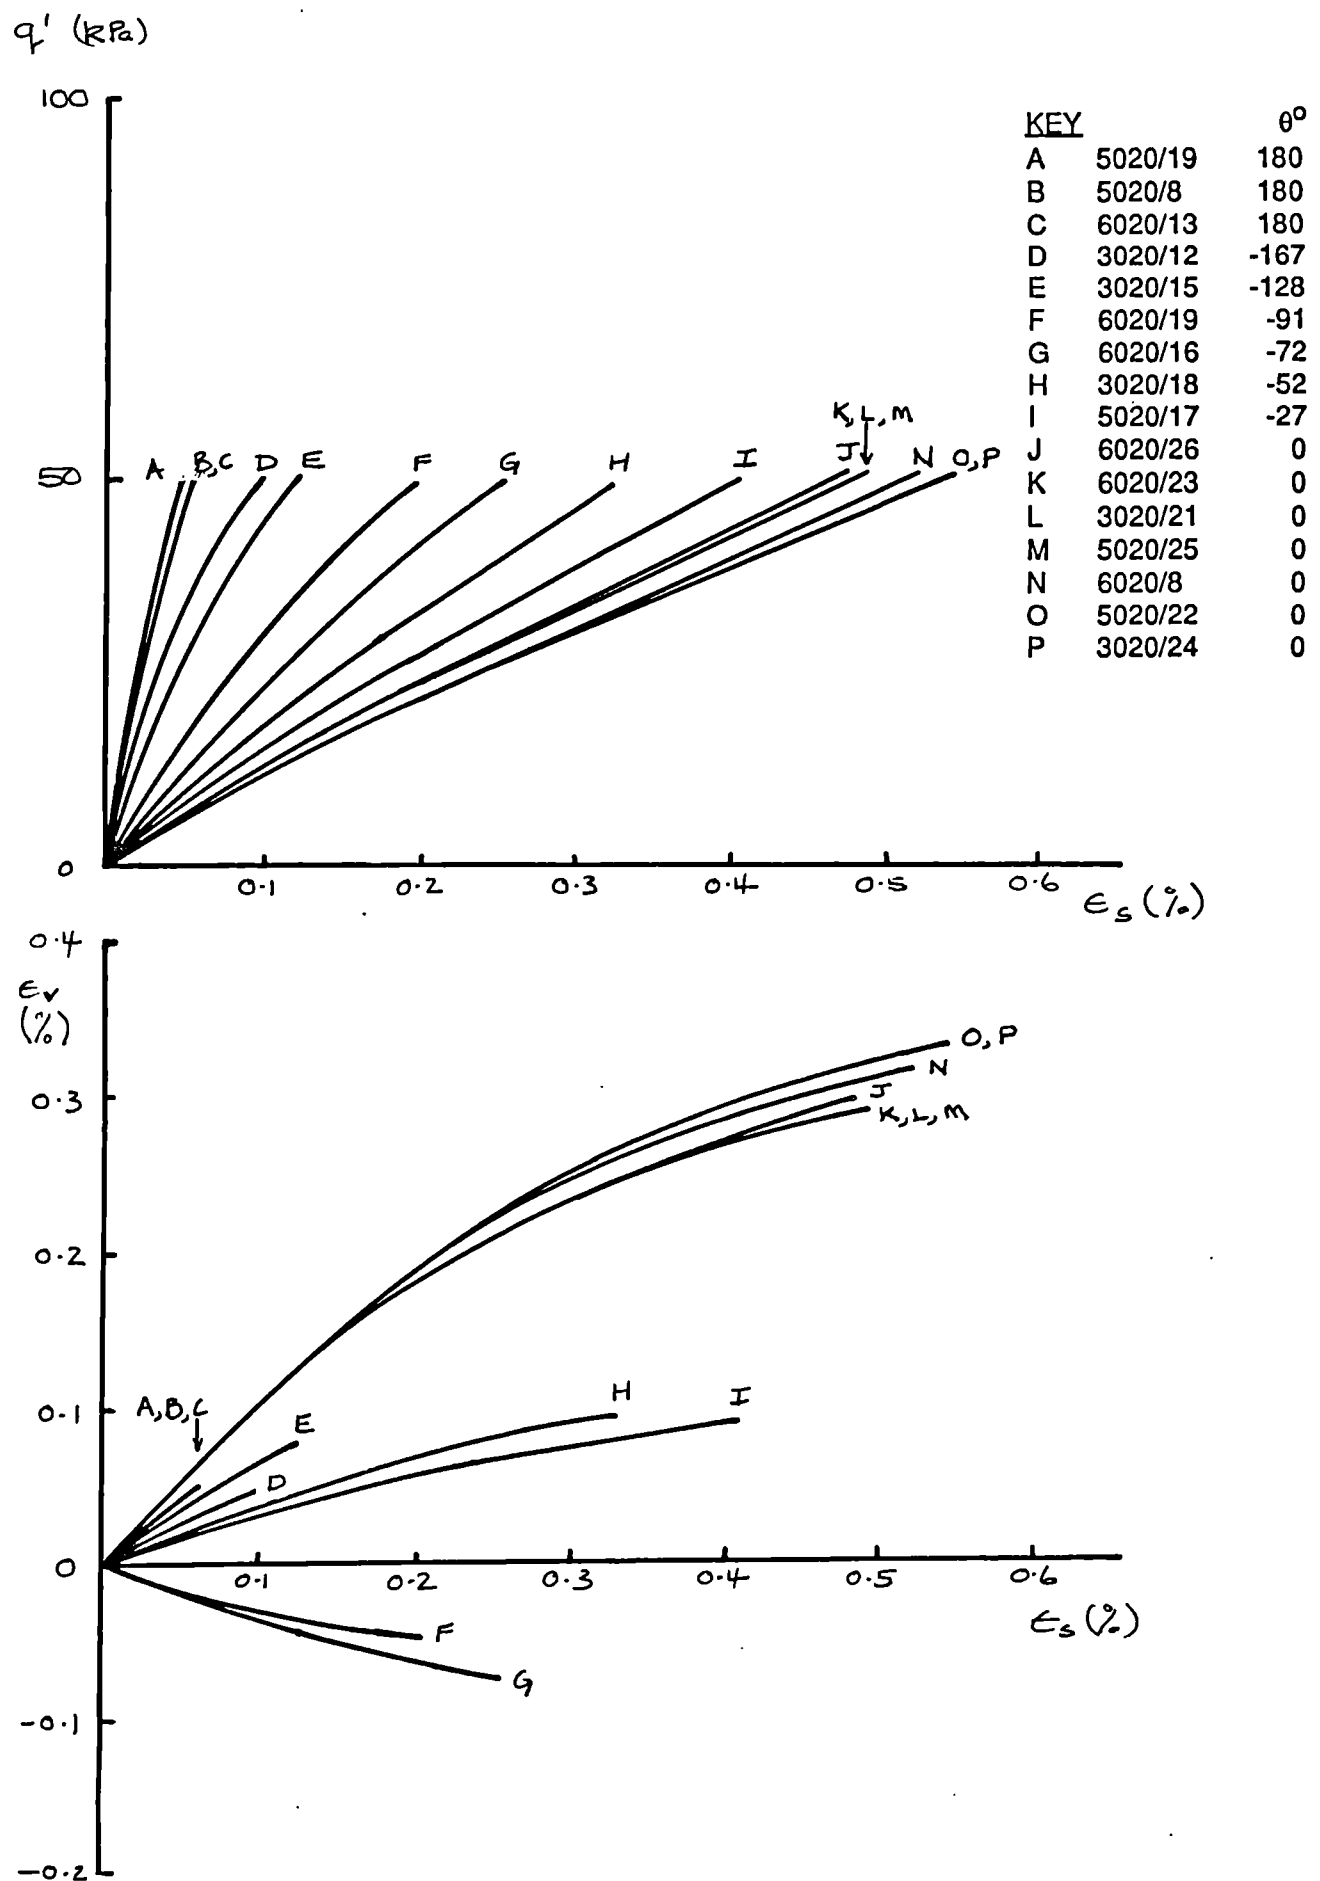 q' (kPa)
100
KEY θ°
A 5020/19 180
B 5020/8 180
C 6020/13 180
D 3020/12 -167
E 3020/15 -128
F 6020/19 -91
G 6020/16 -72
H 3020/18 -52
I 5020/17 -27
J 6020/26 0
K 6020/23 0
L 3020/21 0
M 5020/25 0
N 6020/8 0
O 5020/22 0
P 3020/24 0
K, L, M
50 A B,C D E F G H I J N O,P
0
0.1 0.2 0.3 0.4 0.5 0.6 ϵs (%)
0.4
ϵv
(%)
O, P
N
0.3 J
K, L, M
0.2
0.1 A,B,C E H I
D
0
0.1 0.2 0.3 0.4 0.5 0.6
ϵs (%)
F
G
-0.1
-0.2